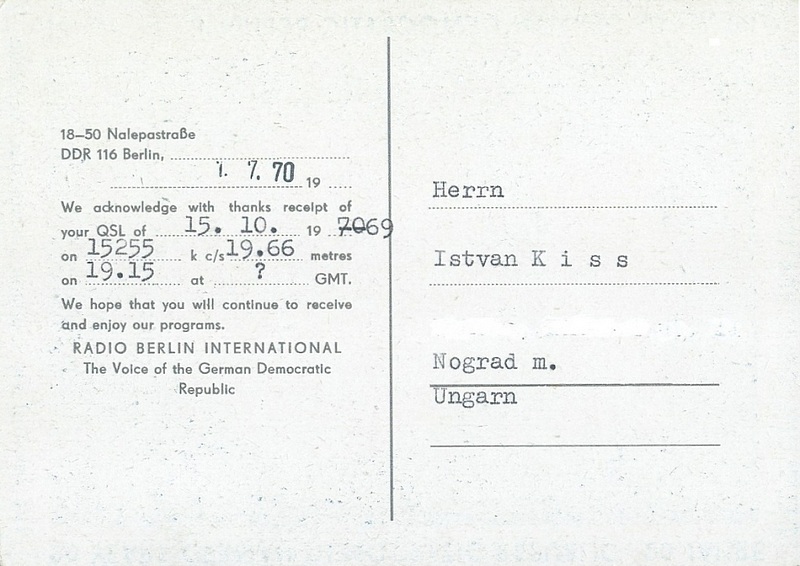 18–50 Nalepastraße
DDR 116 Berlin,
1. 7. 70
19
We acknowledge with thanks receipt of
your QSL of 15. 10. 19 7069
on 15255 k c/s 19.66 metres
on 19.15 at ? GMT.
We hope that you will continue to receive
and enjoy our programs.
RADIO BERLIN INTERNATIONAL
The Voice of the German Democratic
Republic
Herrn
Istvan K i s s
Nograd m.
Ungarn